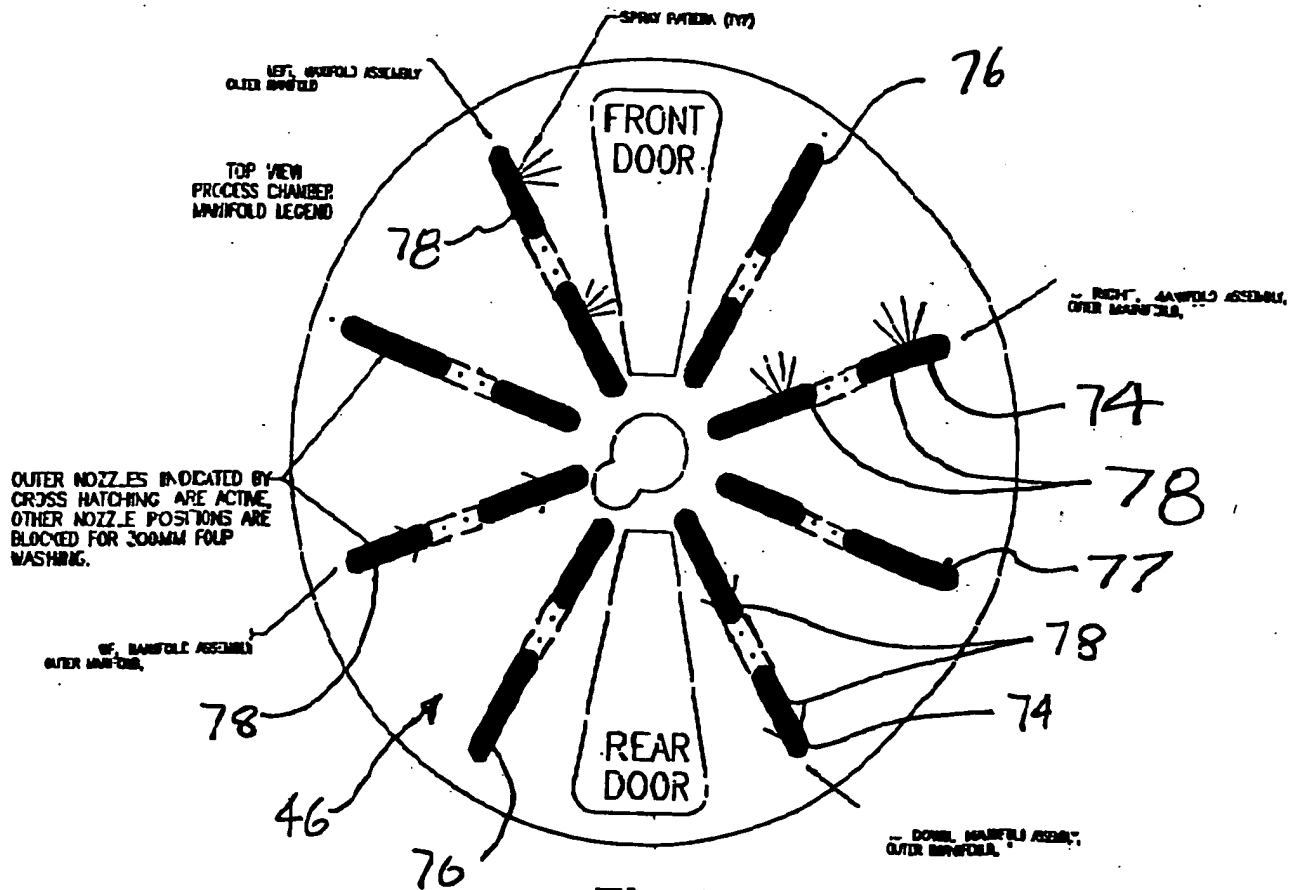 SPRAY PATTERN (TYP)
LEFT, MANIFOLD ASSEMBLY
OUTER MANIFOLD
76
FRONT
DOOR
TOP VIEW
PROCESS CHAMBER
MANIFOLD LEGEND
78
RIGHT, MANIFOLD ASSEMBLY,
OUTER MANIFOLD,
74
78
OUTER NOZZLES INDICATED BY
CROSS HATCHING ARE ACTIVE.
OTHER NOZZLE POSITIONS ARE
BLOCKED FOR 300MM FOUP
WASHING.
77
MANIFOLD ASSEMBLY
OUTER MANIFOLD,
78
78
74
REAR
DOOR
46
76
DOWN, MANIFOLD ASSEMBLY,
OUTER MANIFOLD,